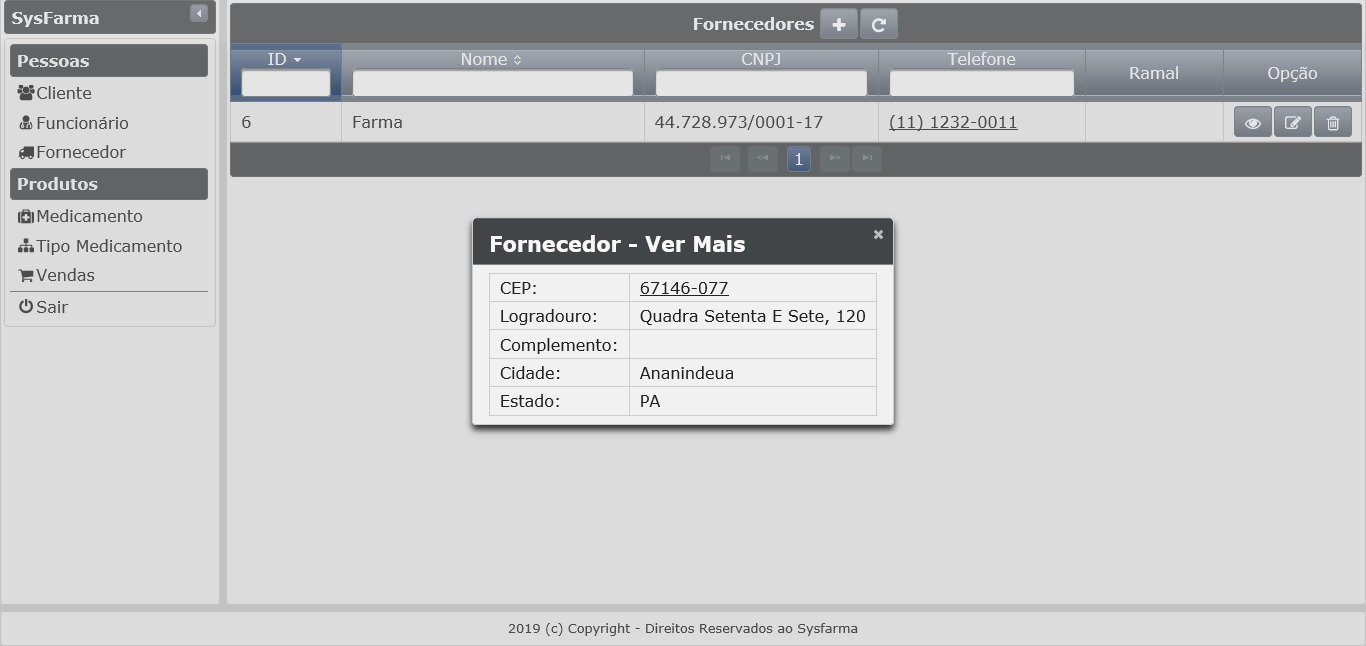 SysFarma
Pessoas
Cliente
Funcionário
Fornecedor
Produtos
Medicamento
Tipo Medicamento
Vendas
Sair
Fornecedores
ID Nome CNPJ Telefone Ramal Opção
6 Farma 44.728.973/0001-17 (11) 1232-0011
1
Fornecedor - Ver Mais
CEP: 67146-077
Logradouro: Quadra Setenta E Sete, 120
Complemento:
Cidade: Ananindeua
Estado: PA
2019 (c) Copyright - Direitos Reservados ao Sysfarma